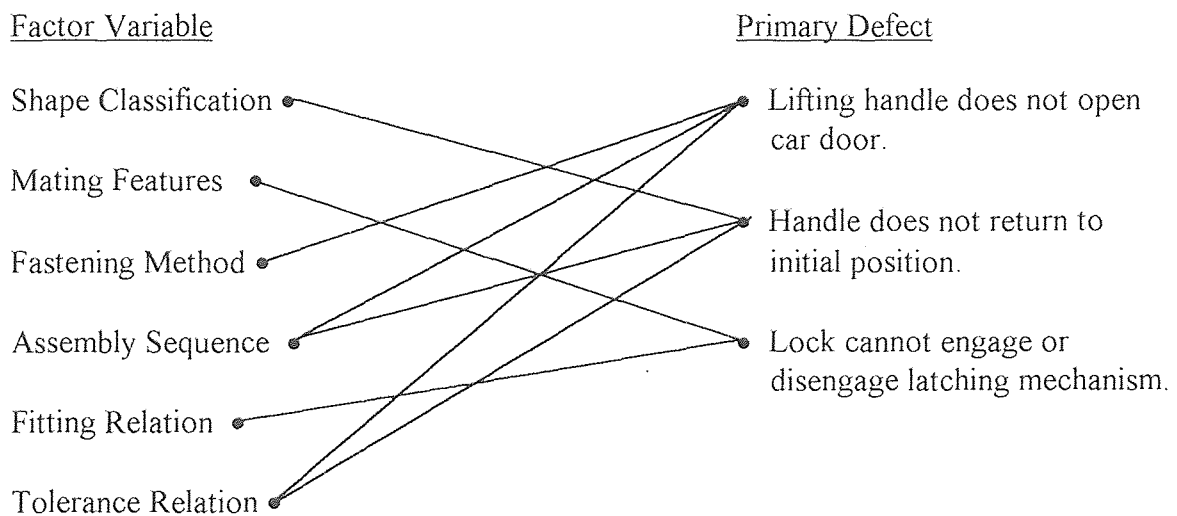 Factor Variable
Primary Defect
Shape Classification
Lifting handle does not open
car door.
Mating Features
Handle does not return to
initial position.
Fastening Method
Assembly Sequence
Lock cannot engage or
disengage latching mechanism.
Fitting Relation
Tolerance Relation